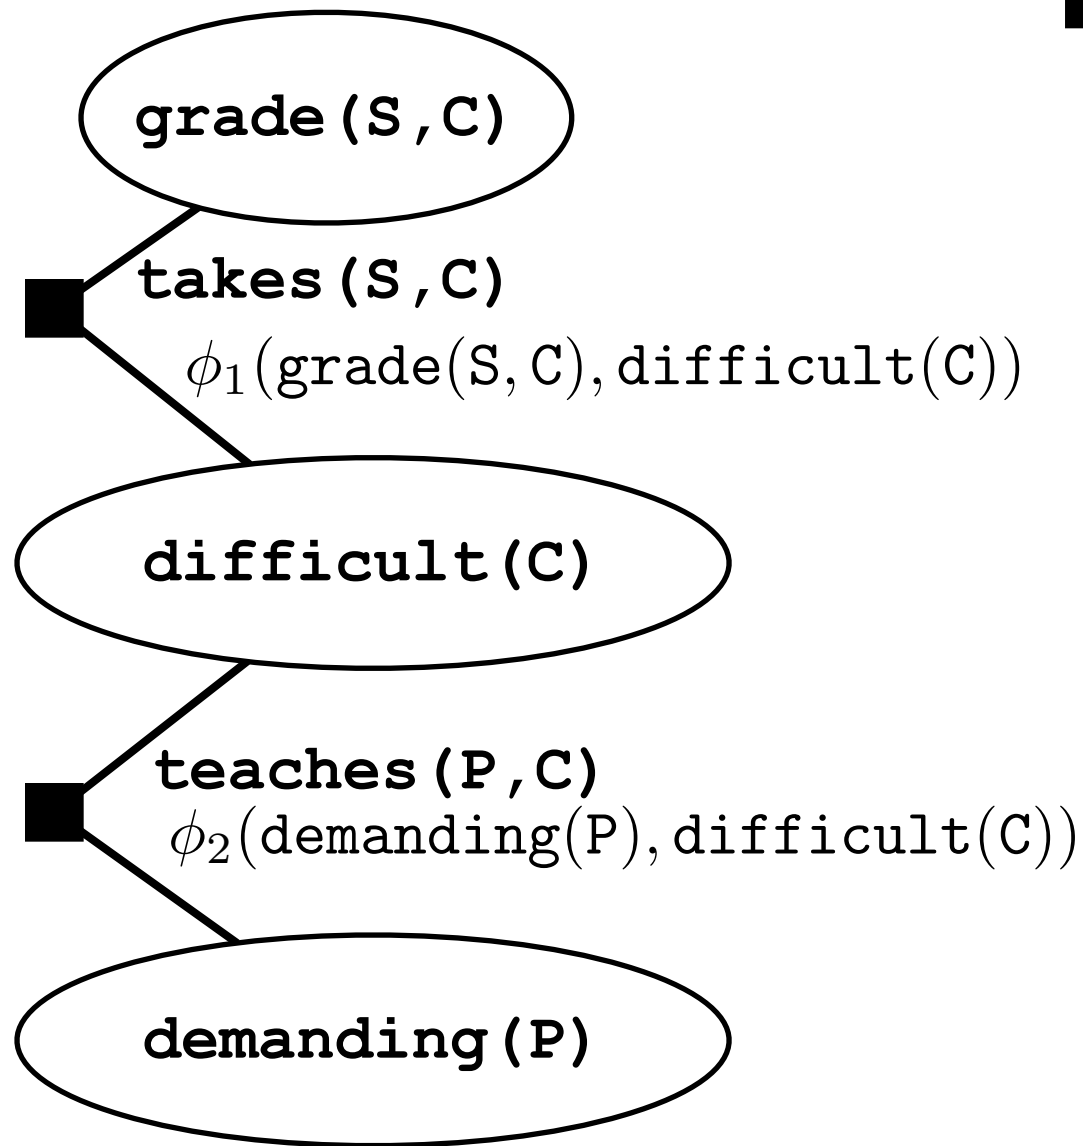 grade(S,C)
takes(S,C)
ϕ₁(grade(S, C), difficult(C))
difficult(C)
teaches(P,C)
ϕ₂(demanding(P), difficult(C))
demanding(P)